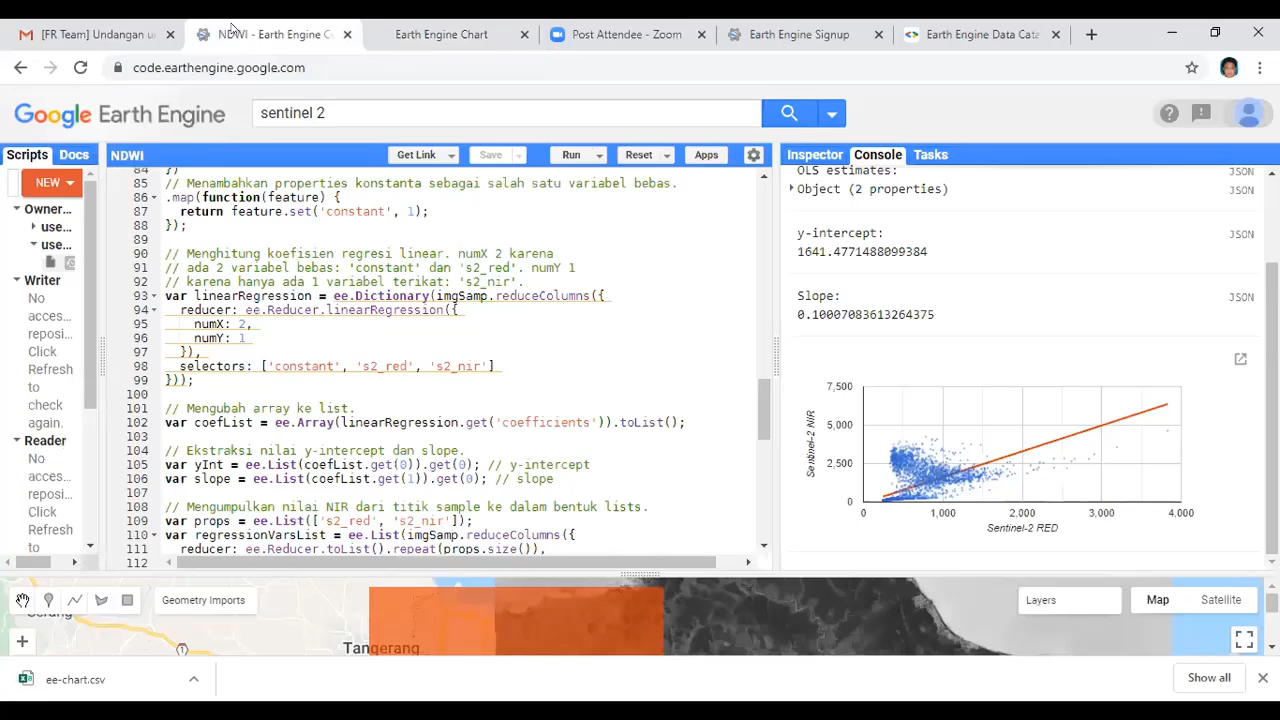 [FR Team] Undangan u
NDWI - Earth Engine C
Earth Engine Chart
Post Attendee - Zoom
Earth Engine Signup
Earth Engine Data Cata
code.earthengine.google.com
Google Earth Engine
sentinel 2
Scripts
Docs
NDWI
Get Link
Save
Run
Reset
Apps
Inspector
Console
Tasks
NEW
Owner...
use...
use...
Writer
No
acces...
reposi...
Click
Refresh
to
check
again.
Reader
No
acces...
reposi...
Click
Refresh
to
84 })
85 // Menambahkan properties konstanta sebagai salah satu variabel bebas.
86 .map(function(feature) {
87 return feature.set('constant', 1);
88 });
89
90 // Menghitung koefisien regresi linear. numX 2 karena
91 // ada 2 variabel bebas: 'constant' dan 's2_red'. numY 1
92 // karena hanya ada 1 variabel terikat: 's2_nir'.
93 var linearRegression = ee.Dictionary(imgSamp.reduceColumns({
94 reducer: ee.Reducer.linearRegression({
95 numX: 2,
96 numY: 1
97 }),
98 selectors: ['constant', 's2_red', 's2_nir']
99 }));
100
101 // Mengubah array ke list.
102 var coefList = ee.Array(linearRegression.get('coefficients')).toList();
103
104 // Ekstraksi nilai y-intercept dan slope.
105 var yInt = ee.List(coefList.get(0)).get(0); // y-intercept
106 var slope = ee.List(coefList.get(1)).get(0); // slope
107
108 // Mengumpulkan nilai NIR dari titik sample ke dalam bentuk lists.
109 var props = ee.List(['s2_red', 's2_nir']);
110 var regressionVarsList = ee.List(imgSamp.reduceColumns({
111 reducer: ee.Reducer.toList().repeat(props.size()),
112
OLS estimates:
JSON
Object (2 properties)
JSON
y-intercept:
JSON
1641.4771488099384
Slope:
JSON
0.10007083613264375
7,500
5,000
2,500
0
Sentinel-2 NIR
0
1,000
2,000
3,000
4,000
Sentinel-2 RED
Geometry Imports
Layers
Map
Satellite
Serang
1
Tangerang
ee-chart.csv
Show all